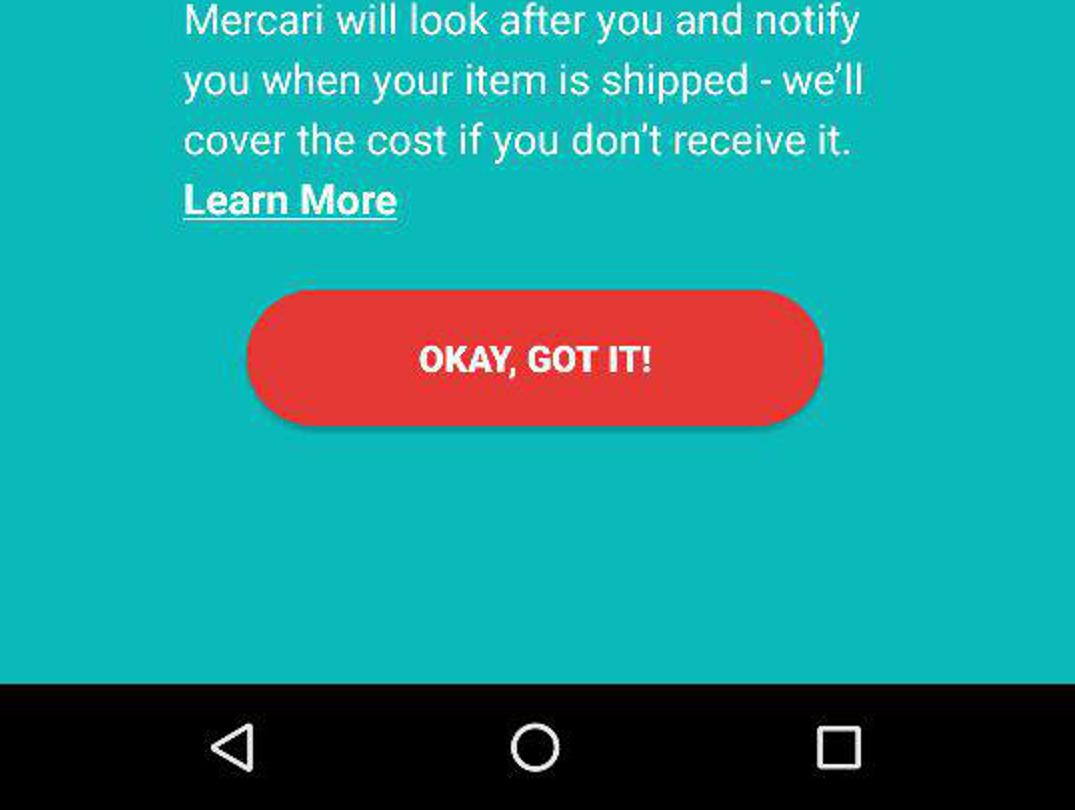 Mercari will look after you and notify
you when your item is shipped - we’ll
cover the cost if you don’t receive it.
Learn More
OKAY, GOT IT!